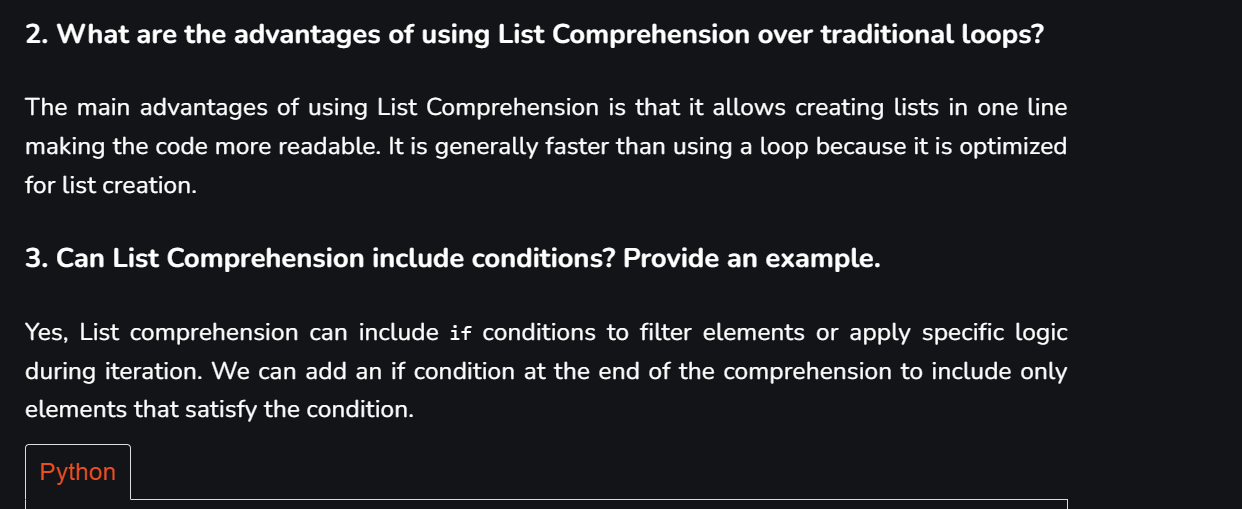 2. What are the advantages of using List Comprehension over traditional loops?
The main advantages of using List Comprehension is that it allows creating lists in one line
making the code more readable. It is generally faster than using a loop because it is optimized
for list creation.
3. Can List Comprehension include conditions? Provide an example.
Yes, List comprehension can include if conditions to filter elements or apply specific logic
during iteration. We can add an if condition at the end of the comprehension to include only
elements that satisfy the condition.
Python